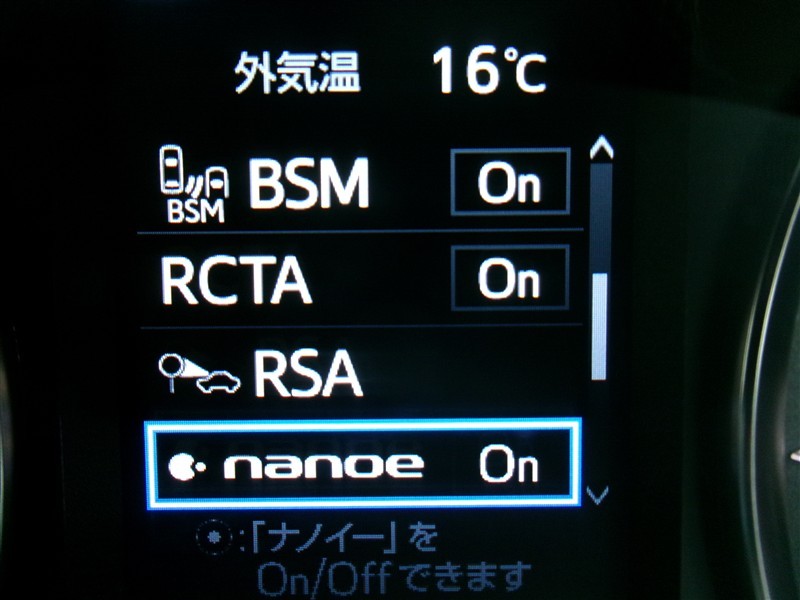 外気温 16℃
BSM BSM On
RCTA On
RSA
nanoe On
:「ナノイー」を
On/Offできます